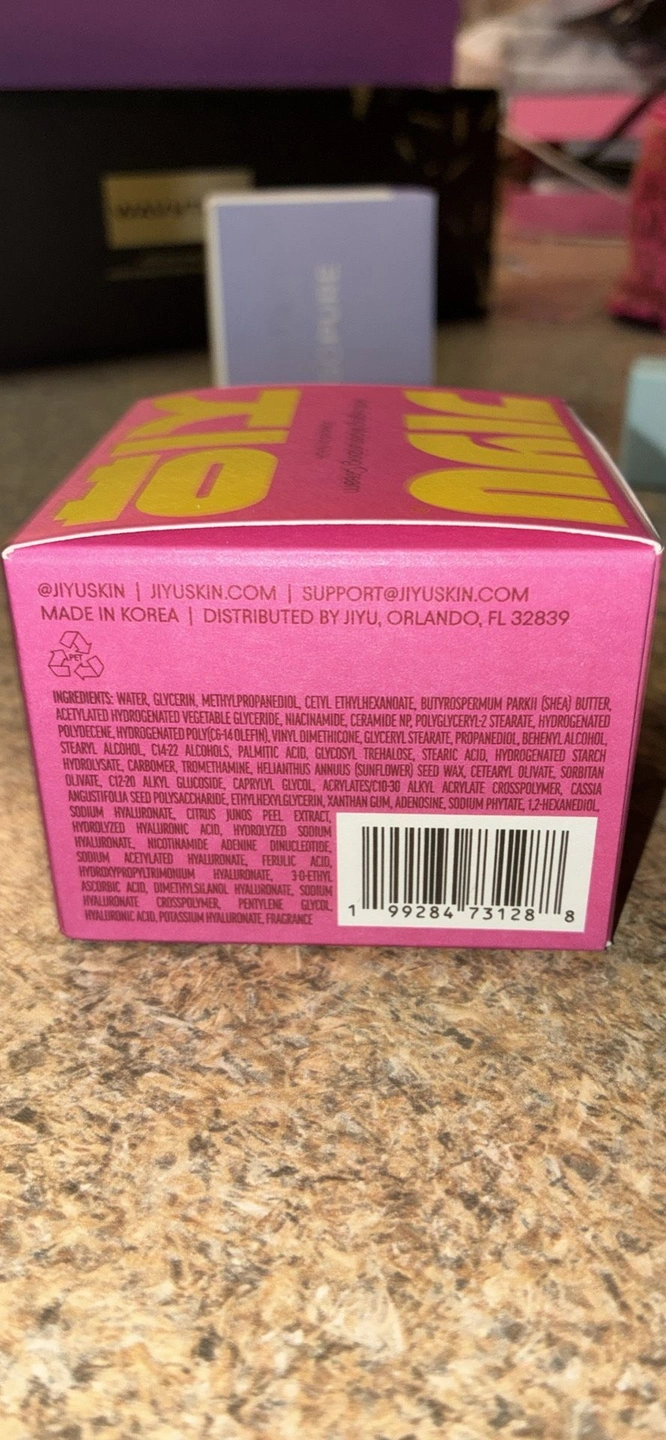 PURE
@JIYUSKIN | JIYUSKIN.COM | SUPPORT@JIYUSKIN.COM
MADE IN KOREA | DISTRIBUTED BY JIYU, ORLANDO, FL 32839
PET
INGREDIENTS: WATER, GLYCERIN, METHYLPROPANEDIOL, CETYL ETHYLHEXANOATE, BUTYROSPERMUM PARKII (SHEA) BUTTER,
ACETYLATED HYDROGENATED VEGETABLE GLYCERIDE, NIACINAMIDE, CERAMIDE NP, POLYGLYCERYL-2 STEARATE, HYDROGENATED
POLYDECENE, HYDROGENATED POLY(C6-14 OLEFIN), VINYL DIMETHICONE, GLYCERYL STEARATE, PROPANEDIOL, BEHENYL ALCOHOL,
STEARYL ALCOHOL, C14-22 ALCOHOLS, PALMITIC ACID, GLYCOSYL TREHALOSE, STEARIC ACID, HYDROGENATED STARCH
HYDROLYSATE, CARBOMER, TROMETHAMINE, HELIANTHUS ANNUUS (SUNFLOWER) SEED WAX, CETEARYL OLIVATE, SORBITAN
OLIVATE, C12-20 ALKYL GLUCOSIDE, CAPRYLYL GLYCOL, ACRYLATES/C10-30 ALKYL ACRYLATE CROSSPOLYMER, CASSIA
ANGUSTIFOLIA SEED POLYSACCHARIDE, ETHYLHEXYLGLYCERIN, XANTHAN GUM, ADENOSINE, SODIUM PHYTATE, 1,2-HEXANEDIOL,
SODIUM HYALURONATE, CITRUS JUNOS PEEL EXTRACT,
HYDROLYZED HYALURONIC ACID, HYDROLYZED SODIUM
HYALURONATE, NICOTINAMIDE ADENINE DINUCLEOTIDE,
SODIUM ACETYLATED HYALURONATE, FERULIC ACID,
HYDROXYPROPYLTRIMONIUM HYALURONATE, 3-O-ETHYL
ASCORBIC ACID, DIMETHYLSILANOL HYALURONATE, SODIUM
HYALURONATE CROSSPOLYMER, PENTYLENE GLYCOL,
HYALURONIC ACID, POTASSIUM HYALURONATE, FRAGRANCE
1 99284 73128 8